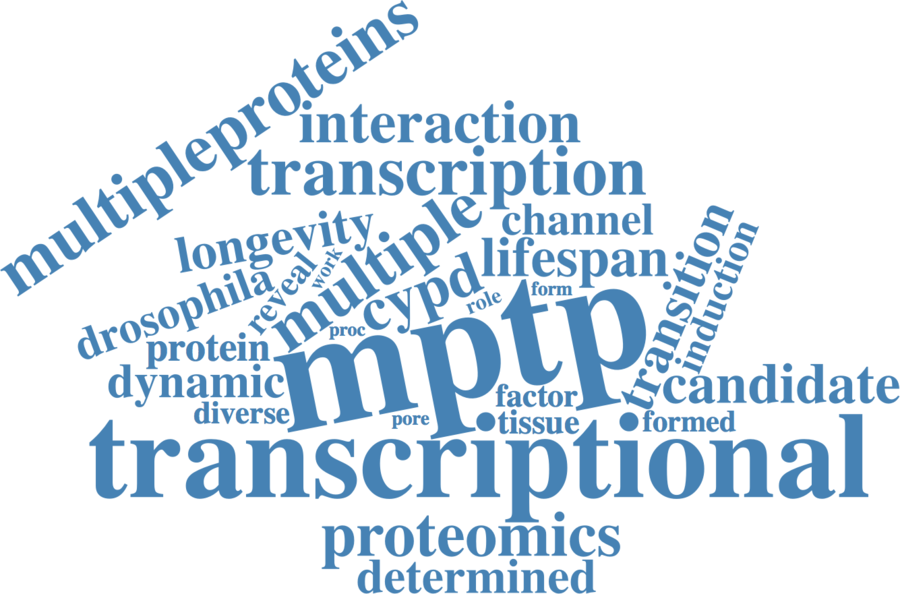 multipleproteins
interaction
transcription
channel
longevity.
multiple
lifespan
transition
induction
work
reveal
drosophila
cypd
role
form
proc
protein
mptp
dynamic
candidate
factor
diverse
pore
tissue
formed
transcriptional
proteomics
determined